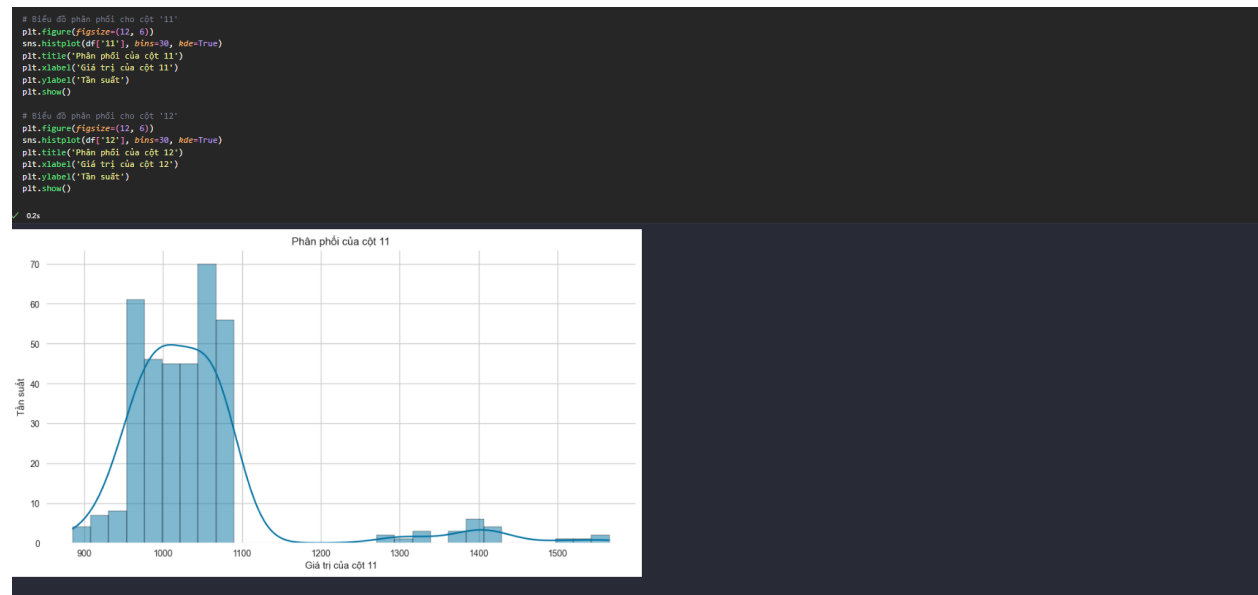 # Biểu đồ phân phối cho cột '11'
plt.figure(figsize=(12, 6))
sns.histplot(df['11'], bins=30, kde=True)
plt.title('Phân phối của cột 11')
plt.xlabel('Giá trị của cột 11')
plt.ylabel('Tần suất')
plt.show()
# Biểu đồ phân phối cho cột '12'
plt.figure(figsize=(12, 6))
sns.histplot(df['12'], bins=30, kde=True)
plt.title('Phân phối của cột 12')
plt.xlabel('Giá trị của cột 12')
plt.ylabel('Tần suất')
plt.show()
✓ 0.2s
Phân phối của cột 11
70
60
50
40
30
20
10
0
Tần suất
900 1000 1100 1200 1300 1400 1500
Giá trị của cột 11